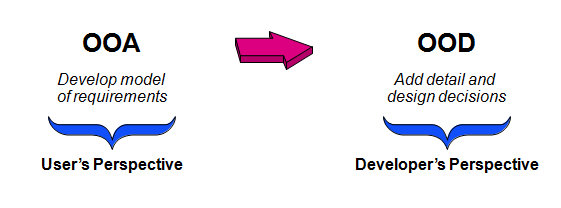 OOA
Develop model
of requirements
User's Perspective
OOD
Add detail and
design decisions
Developer's Perspective